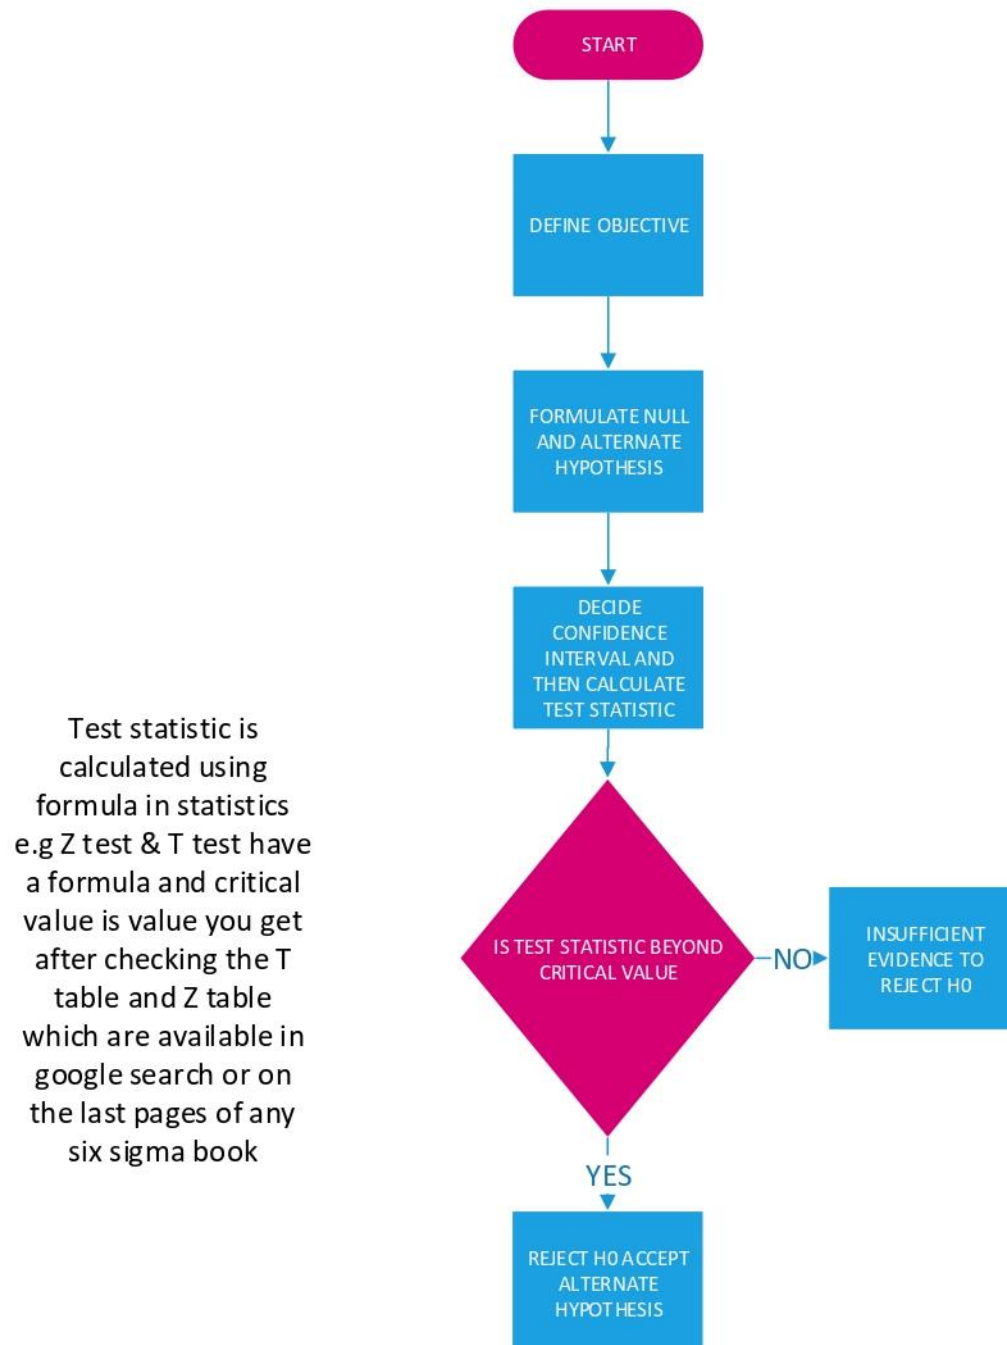 START
DEFINE OBJECTIVE
FORMULATE NULL
AND ALTERNATE
HYPOTHESIS
DECIDE
CONFIDENCE
INTERVAL AND
THEN CALCULATE
TEST STATISTIC
Test statistic is
calculated using
formula in statistics
e.g Z test & T test have
a formula and critical
value is value you get
after checking the T
table and Z table
which are available in
google search or on
the last pages of any
six sigma book
IS TEST STATISTIC BEYOND
CRITICAL VALUE
NO
INSUFFICIENT
EVIDENCE TO
REJECT H0
YES
REJECT H0 ACCEPT
ALTERNATE
HYPOTHESIS